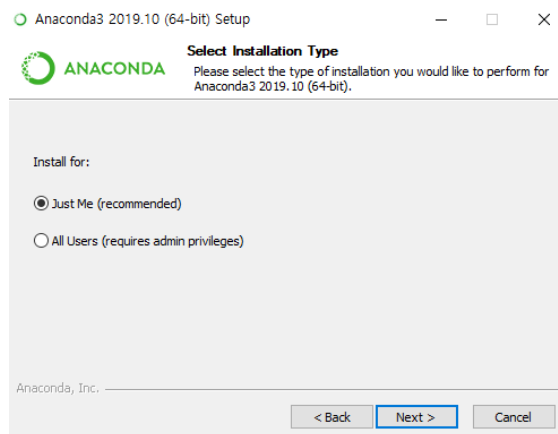 Anaconda3 2019.10 (64-bit) Setup
ANACONDA
Select Installation Type
Please select the type of installation you would like to perform for
Anaconda3 2019.10 (64-bit).
Install for:
Just Me (recommended)
All Users (requires admin privileges)
Anaconda, Inc.
< Back
Next >
Cancel